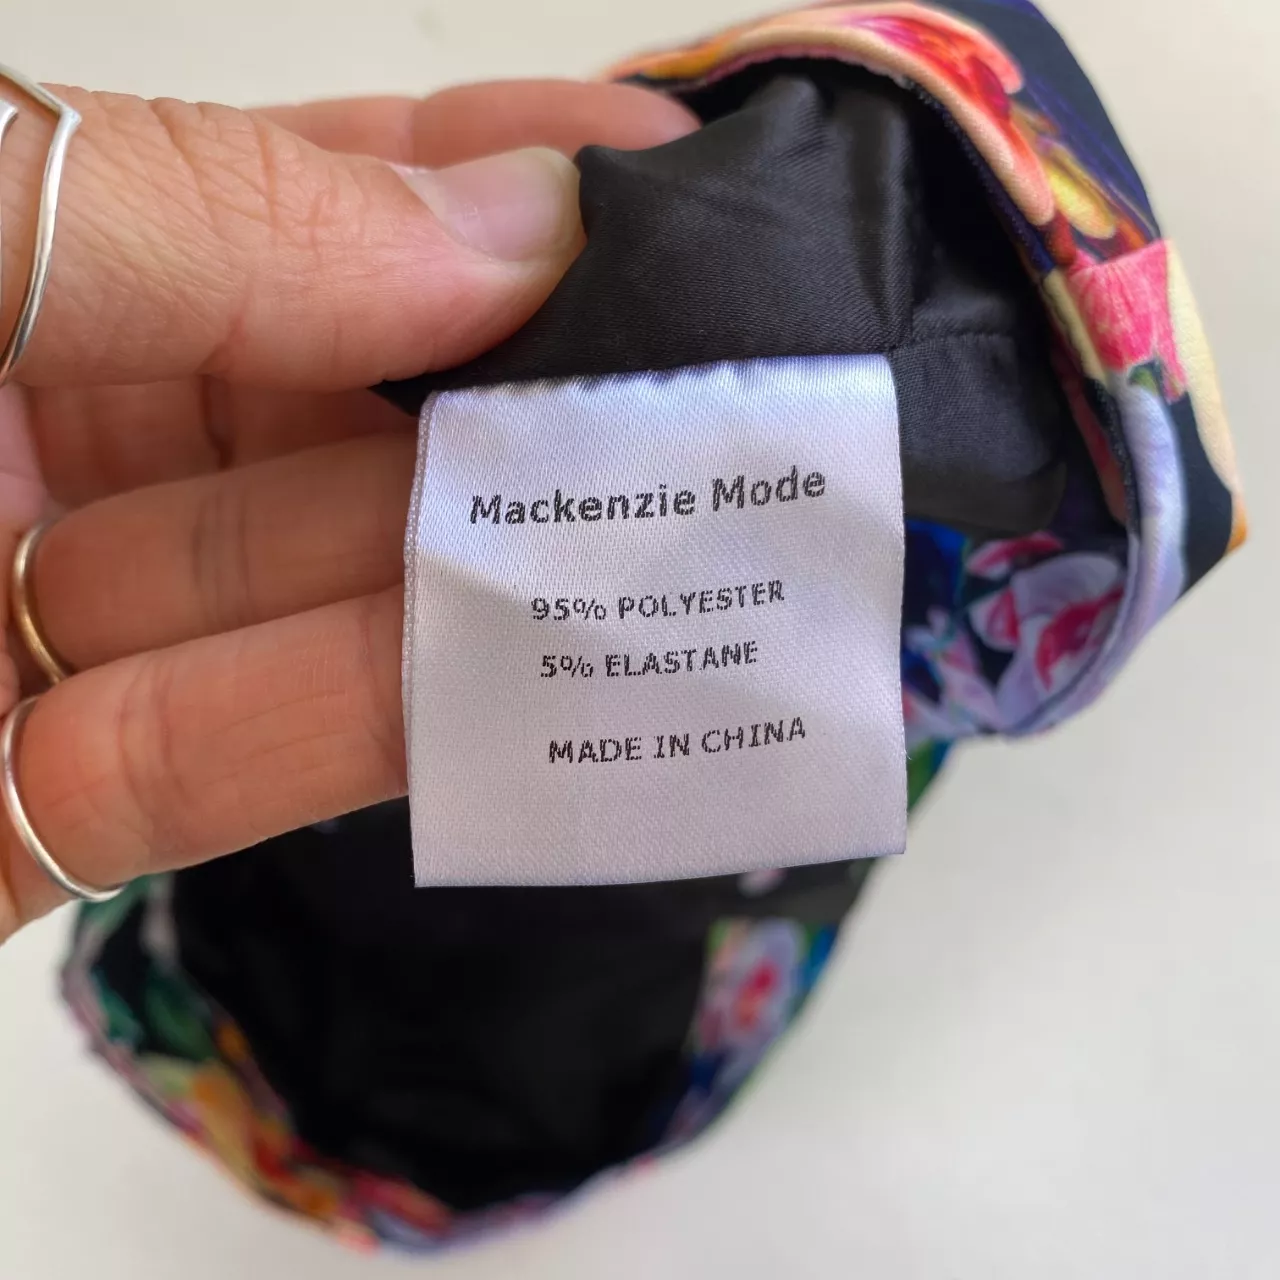 Mackenzie Mode
95% POLYESTER
5% ELASTANE
MADE IN CHINA